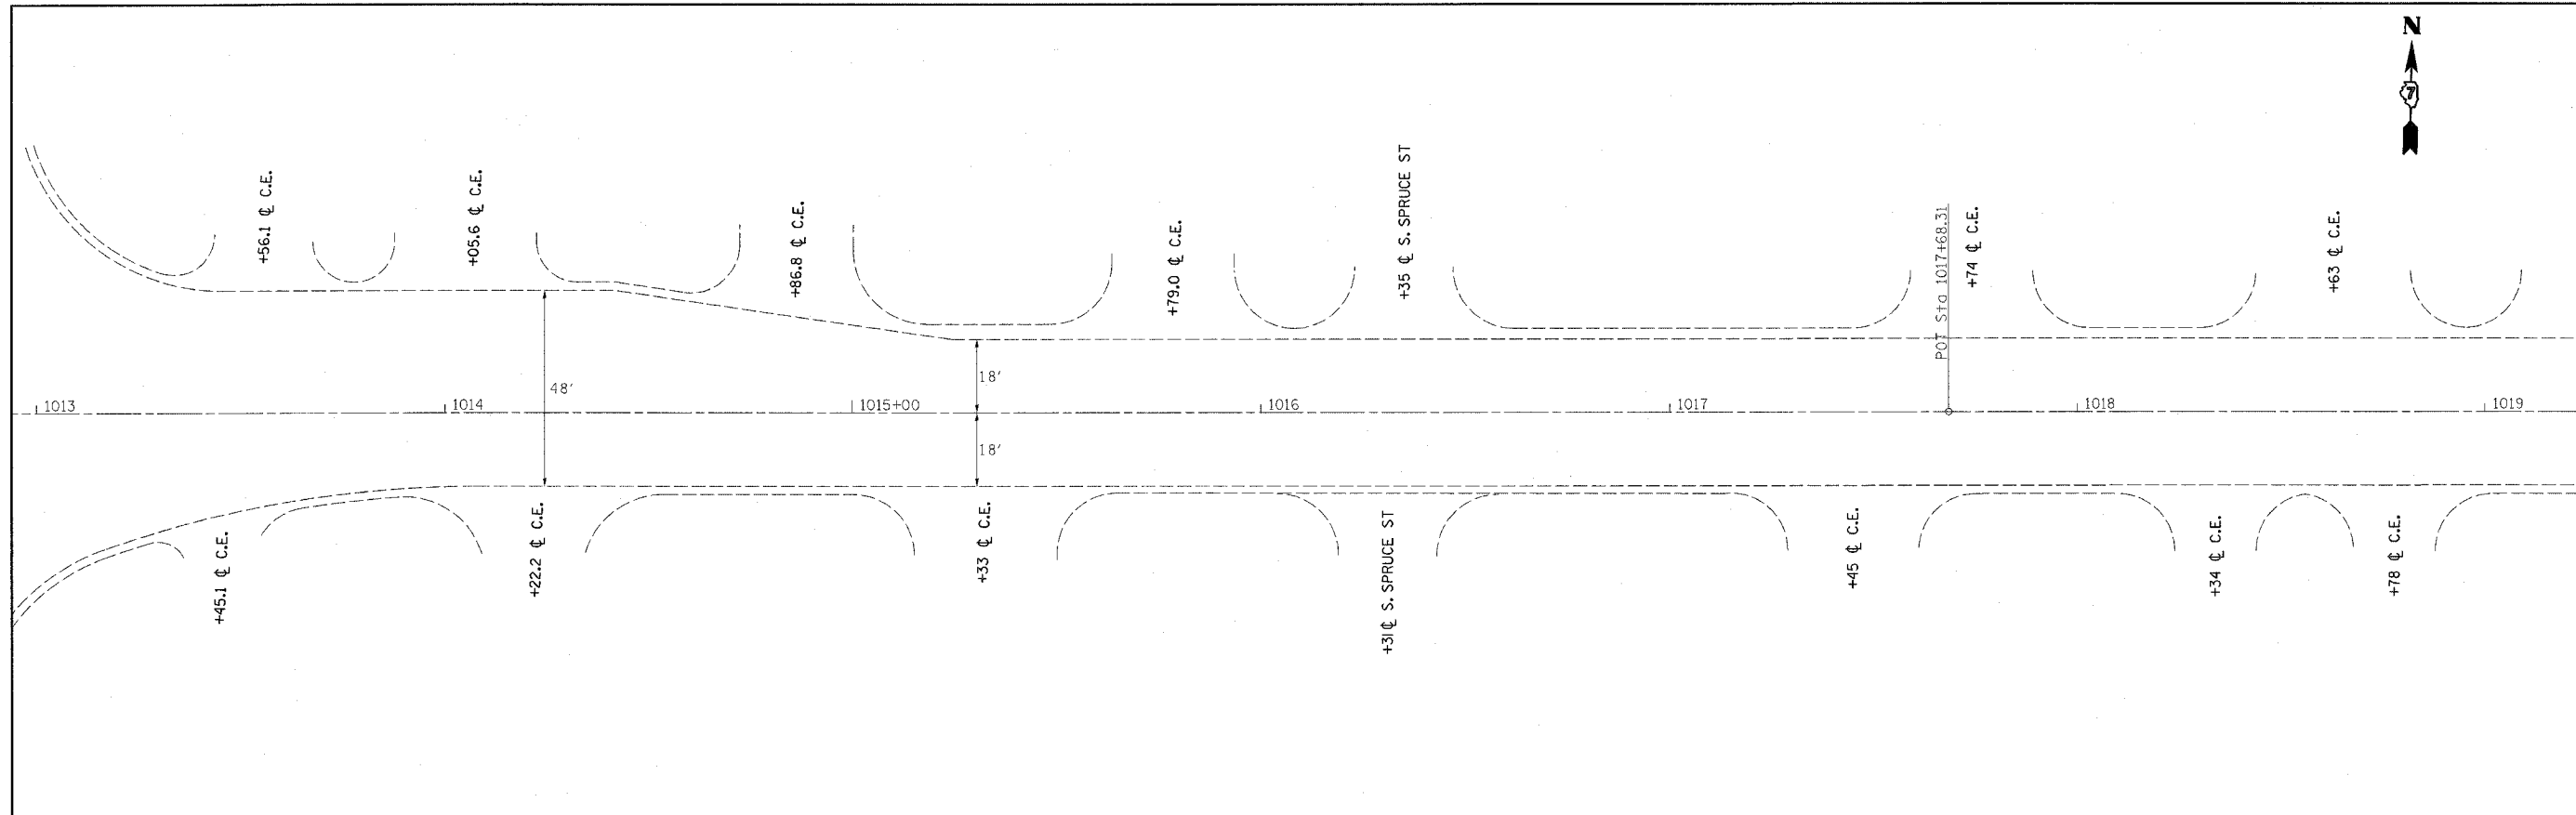 N
7
+56.1 ℄ C.E.
+05.6 ℄ C.E.
+86.8 ℄ C.E.
+79.0 ℄ C.E.
+35 ℄ S. SPRUCE ST
POT Sta 1017+68.31
+74 ℄ C.E.
+63 ℄ C.E.
48'
18'
1013
1014
1015+00
1016
1017
1018
1019
18'
+45.1 ℄ C.E.
+22.2 ℄ C.E.
+33 ℄ C.E.
+31 ℄ S. SPRUCE ST
+45 ℄ C.E.
+34 ℄ C.E.
+78 ℄ C.E.